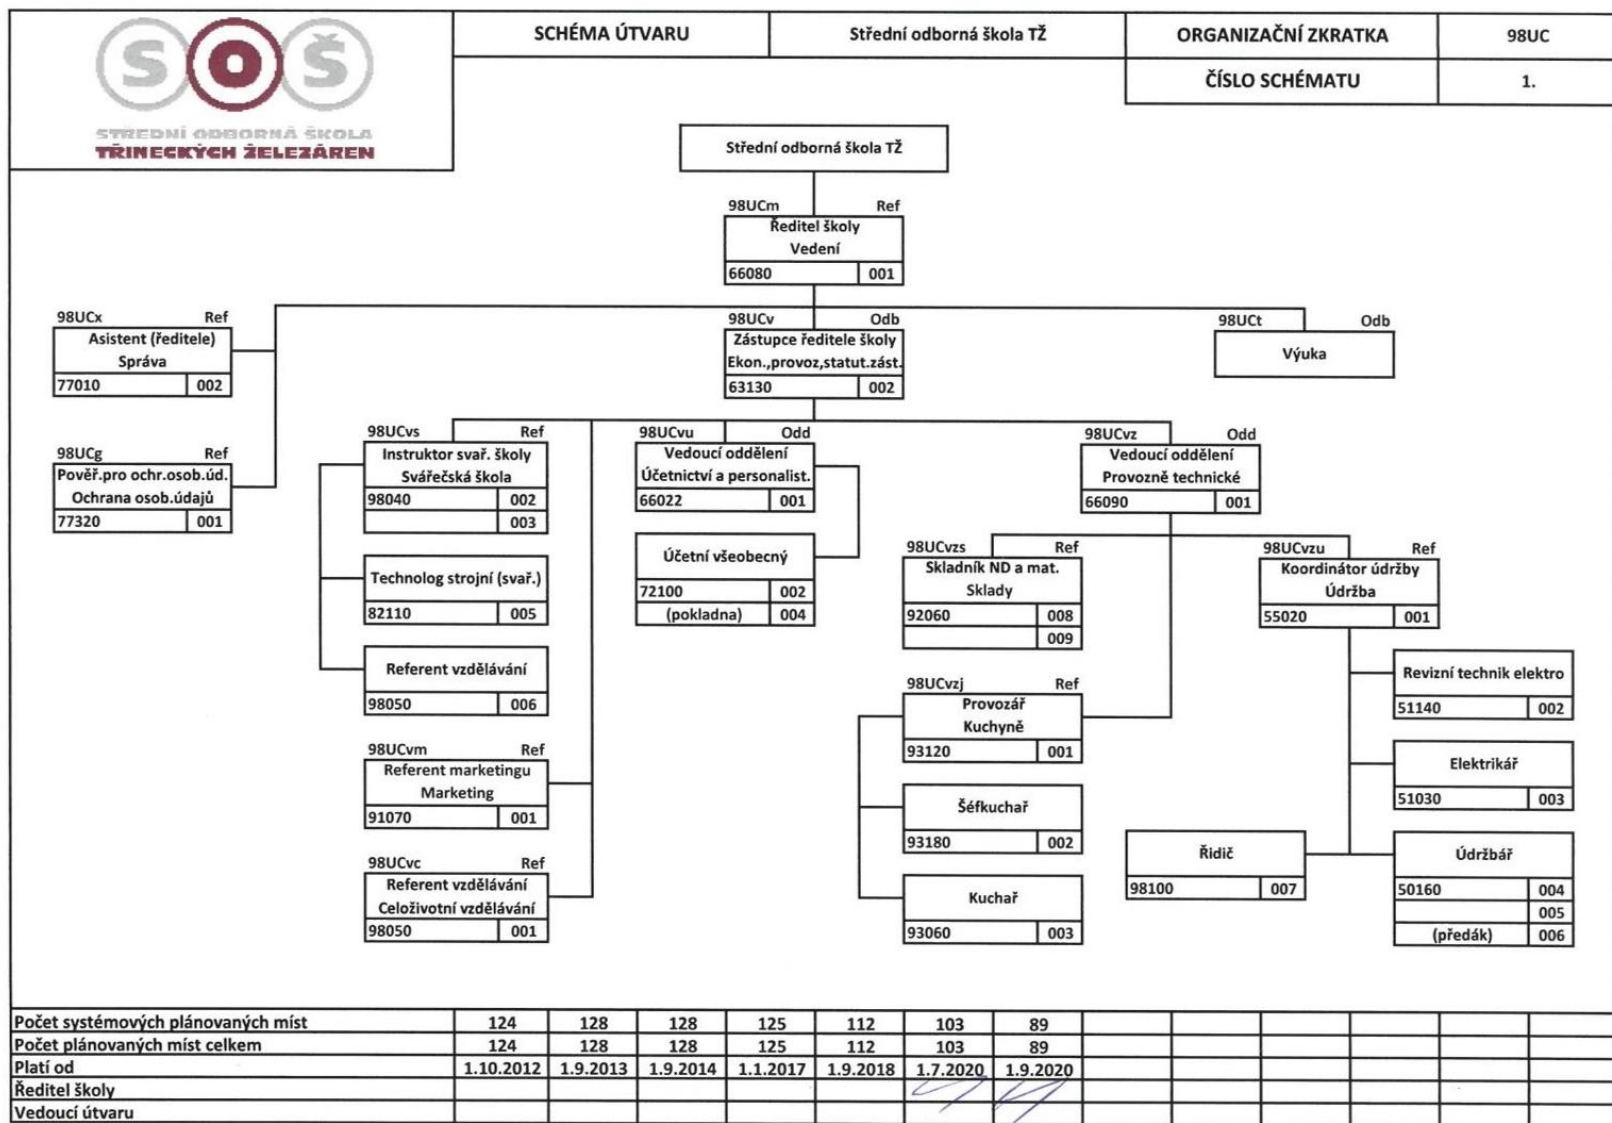 SOŠ
STŘEDNÍ ODBORNÁ ŠKOLA
TŘINECKÝCH ŽELEZÁREN
SCHÉMA ÚTVARU Střední odborná škola TŽ ORGANIZAČNÍ ZKRATKA 98UC
ČÍSLO SCHÉMATU 1.
Střední odborná škola TŽ
98UCm Ref
Ředitel školy
Vedení
66080 001
98UCx Ref
Asistent (ředitele)
Správa
77010 002
98UCv Odb
Zástupce ředitele školy
Ekon.,provoz,statut.zást.
63130 002
98UCt Odb
Výuka
98UCg Ref
Pověř.pro ochr.osob.úd.
Ochrana osob.údajů
77320 001
98UCvs Ref
Instruktor svař. školy
Svářečská škola
98040 002
003
Technolog strojní (svař.)
82110 005
Referent vzdělávání
98050 006
98UCvm Ref
Referent marketingu
Marketing
91070 001
98UCvc Ref
Referent vzdělávání
Celoživotní vzdělávání
98050 001
98UCvu Odd
Vedoucí oddělení
Účetnictví a personalist.
66022 001
Účetní všeobecný
72100 002
(pokladna) 004
98UCvz Odd
Vedoucí oddělení
Provozně technické
66090 001
98UCvzs Ref
Skladník ND a mat.
Sklady
92060 008
009
98UCvzj Ref
Provozář
Kuchyně
93120 001
Šéfkuchař
93180 002
Kuchař
93060 003
98UCvzu Ref
Koordinátor údržby
Údržba
55020 001
Revizní technik elektro
51140 002
Elektrikář
51030 003
Řidič
98100 007
Údržbář
50160 004
005
(předák) 006
Počet systémových plánovaných míst 124 128 128 125 112 103 89
Počet plánovaných míst celkem 124 128 128 125 112 103 89
Platí od 1.10.2012 1.9.2013 1.9.2014 1.1.2017 1.9.2018 1.7.2020 1.9.2020
Ředitel školy
Vedoucí útvaru